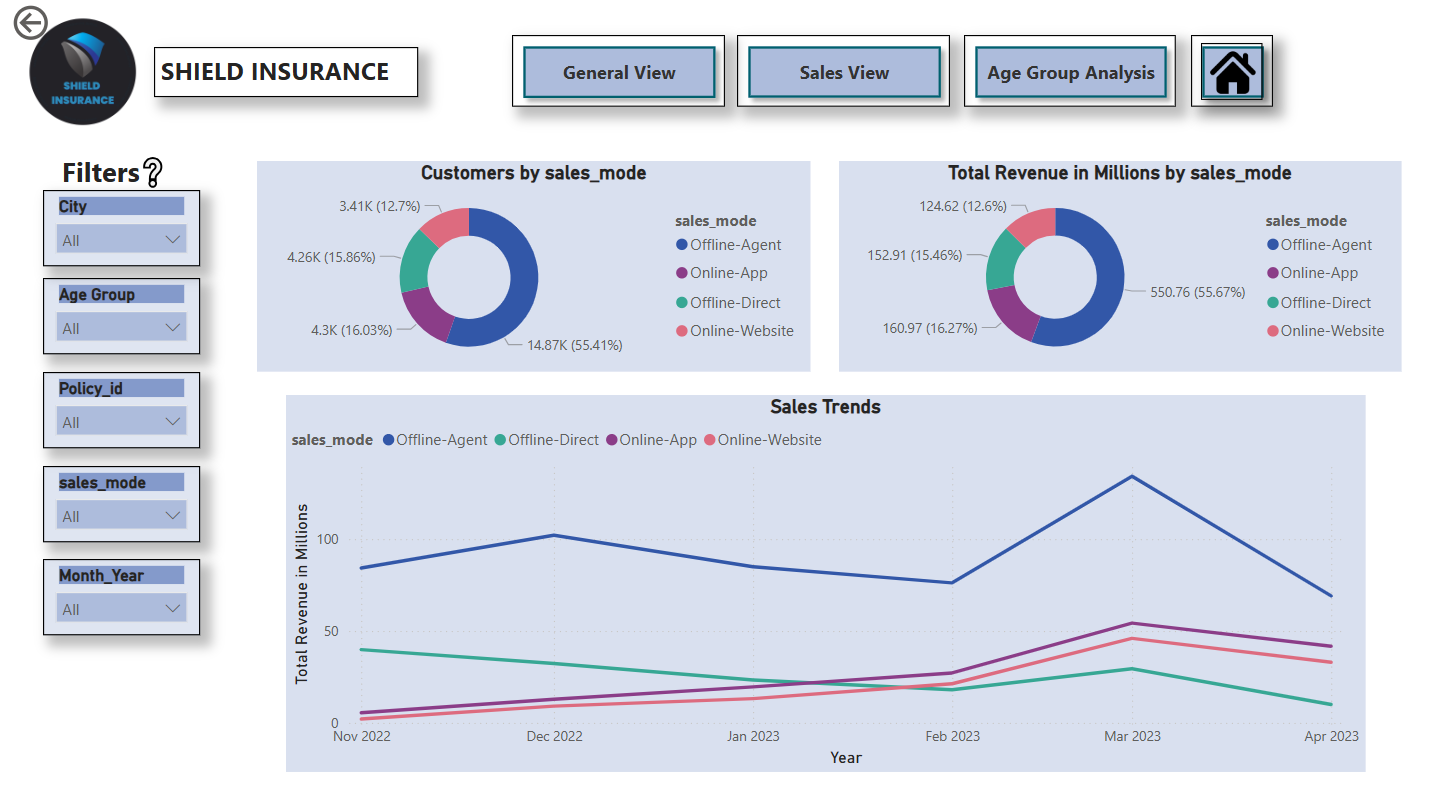 SHIELD
INSURANCE
SHIELD INSURANCE
General View
Sales View
Age Group Analysis
Filters
City
All
Age Group
All
Policy_id
All
sales_mode
All
Month_Year
All
Customers by sales_mode
3.41K (12.7%)
4.26K (15.86%)
4.3K (16.03%)
14.87K (55.41%)
sales_mode
Offline-Agent
Online-App
Offline-Direct
Online-Website
Total Revenue in Millions by sales_mode
124.62 (12.6%)
152.91 (15.46%)
160.97 (16.27%)
550.76 (55.67%)
sales_mode
Offline-Agent
Online-App
Offline-Direct
Online-Website
Sales Trends
sales_mode Offline-Agent Offline-Direct Online-App Online-Website
Total Revenue in Millions
100
50
0
Nov 2022 Dec 2022 Jan 2023 Feb 2023 Mar 2023 Apr 2023
Year